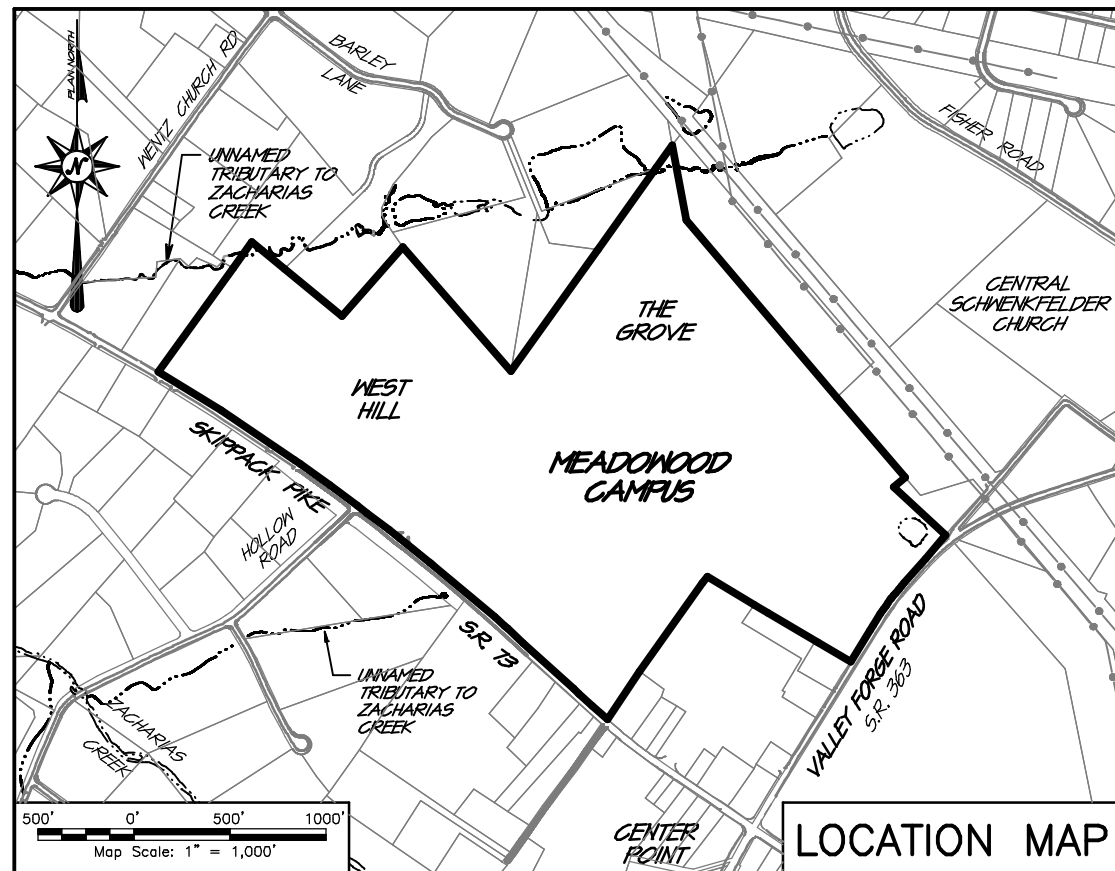 PLAN NORTH
N
WENTZ CHURCH RD
BARLEY
LANE
FISHER ROAD
UNNAMED
TRIBUTARY TO
ZACHARIAS
CREEK
CENTRAL
SCHWENKFELDER
CHURCH
THE
GROVE
WEST
HILL
MEADOWOOD
CAMPUS
SKIPPACK PIKE
HOLLOW
ROAD
S.R. 73
UNNAMED
TRIBUTARY TO
ZACHARIAS
CREEK
VALLEY FORGE ROAD
S.R. 363
ZACHARIAS
CREEK
CENTER
POINT
500' 0' 500' 1000'
Map Scale: 1" = 1,000'
LOCATION MAP